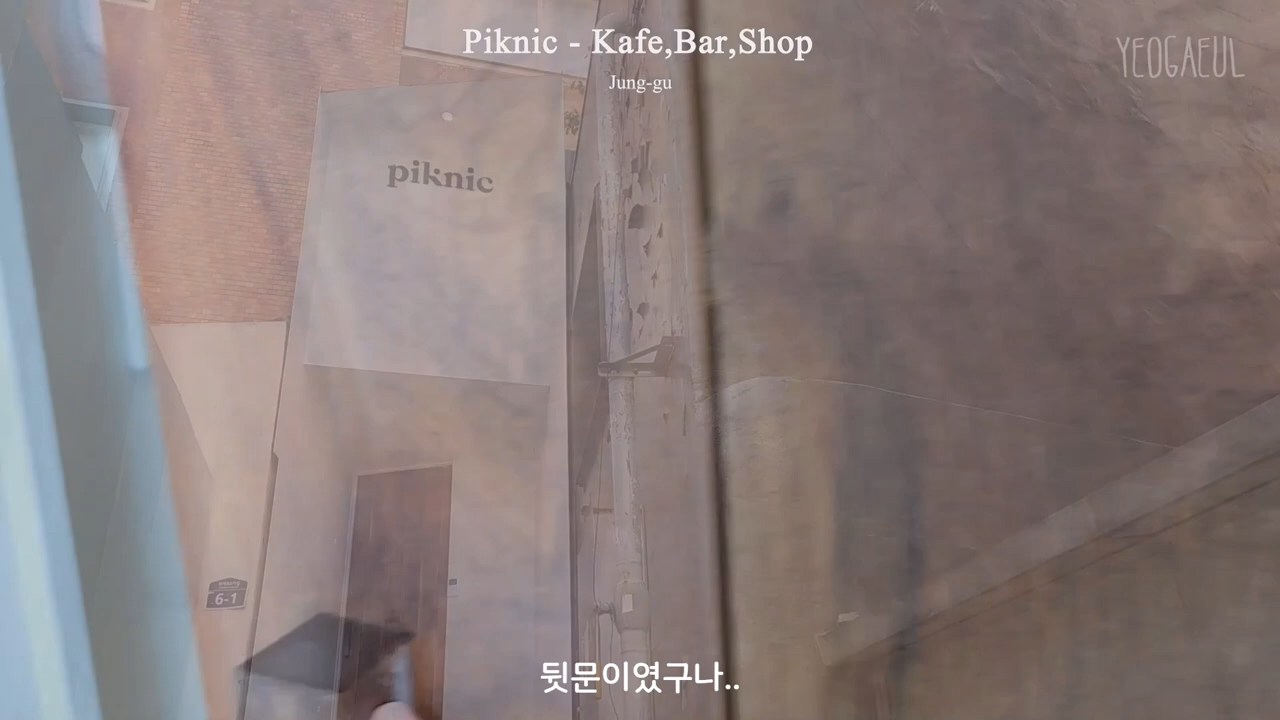 Piknic - Kafe,Bar,Shop
Jung-gu
YEOGAEUL
piknic
6-1
뒷문이였구나..